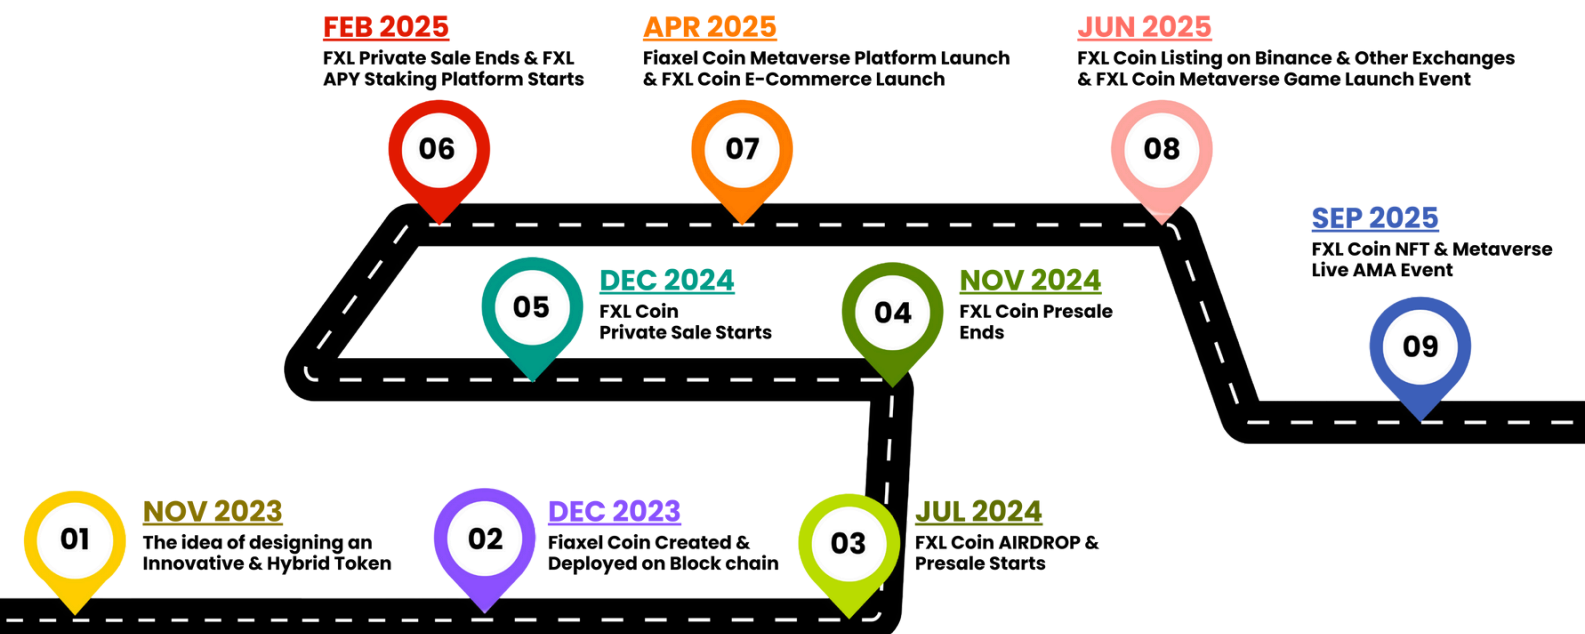 FEB 2025
FXL Private Sale Ends & FXL
APY Staking Platform Starts
06
APR 2025
Fiaxel Coin Metaverse Platform Launch
& FXL Coin E-Commerce Launch
07
JUN 2025
FXL Coin Listing on Binance & Other Exchanges
& FXL Coin Metaverse Game Launch Event
08
SEP 2025
FXL Coin NFT & Metaverse
Live AMA Event
09
05
DEC 2024
FXL Coin
Private Sale Starts
04
NOV 2024
FXL Coin Presale
Ends
01
NOV 2023
The idea of designing an
Innovative & Hybrid Token
02
DEC 2023
Fiaxel Coin Created &
Deployed on Block chain
03
JUL 2024
FXL Coin AIRDROP &
Presale Starts